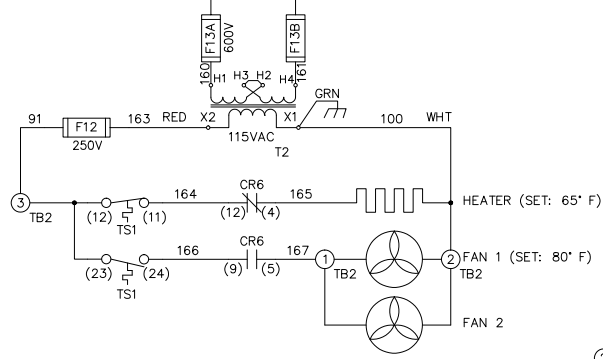 F13A
600V
F13B
160
H1
H3
H2
H4
161
GRN
91
F12
250V
163
RED
X2
115VAC
X1
T2
100
WHT
3
TB2
(12)
(11)
TS1
164
CR6
(12)
(4)
165
HEATER (SET: 65° F)
(23)
(24)
TS1
166
CR6
(9)
(5)
167
1
TB2
2
TB2
FAN 1 (SET: 80° F)
FAN 2